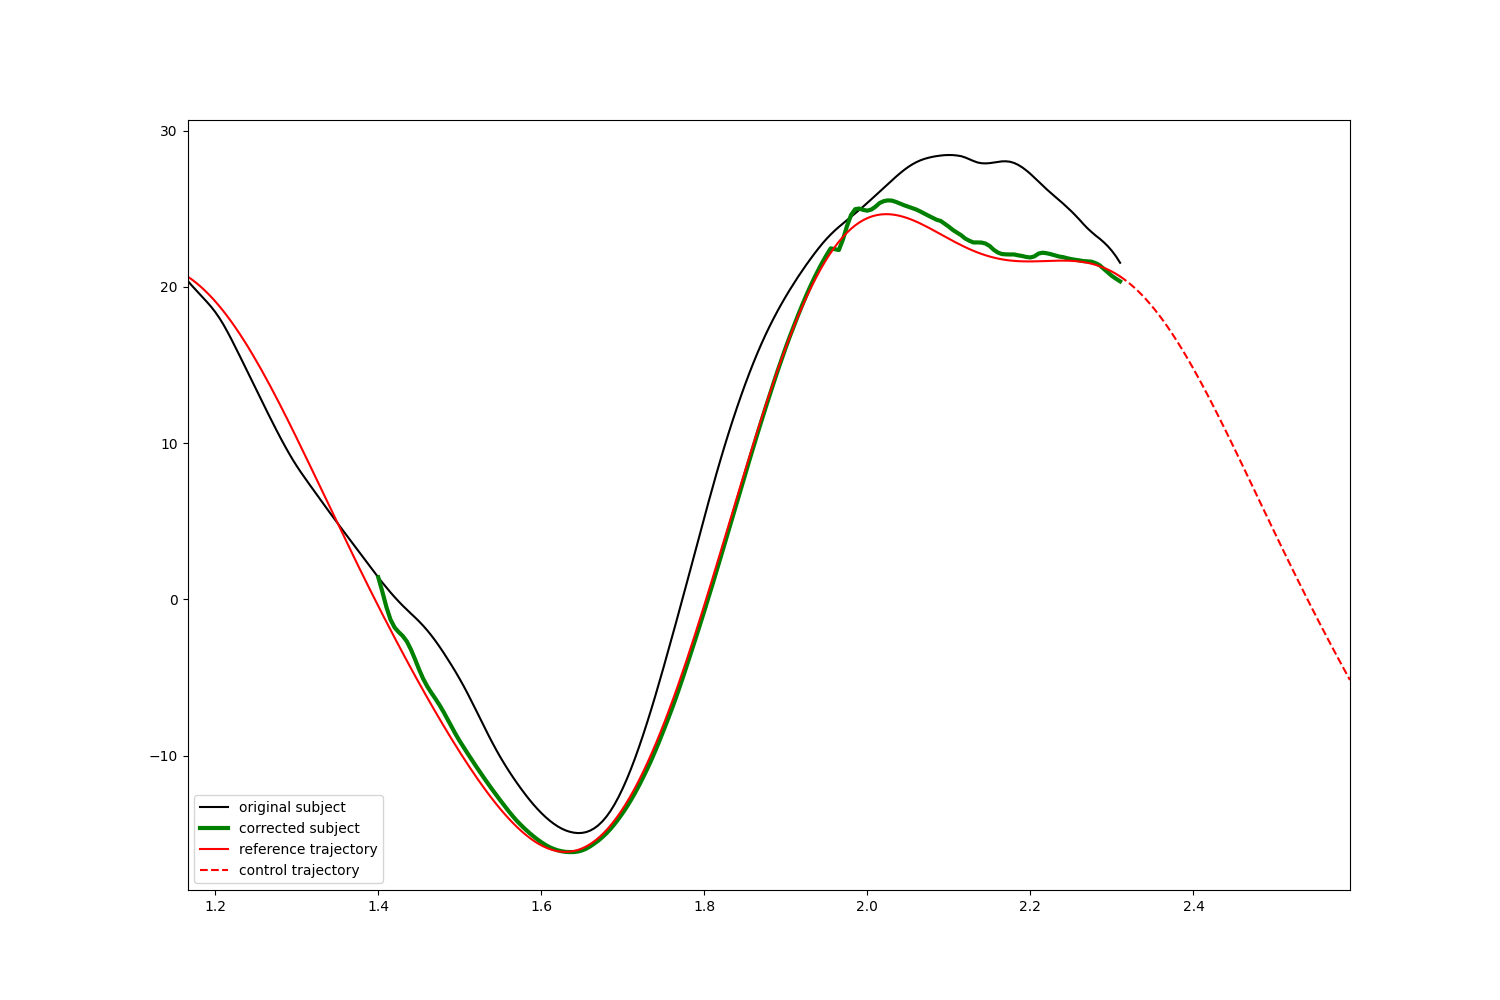 30
20
10
0
−10
original subject
corrected subject
reference trajectory
control trajectory
1.2 1.4 1.6 1.8 2.0 2.2 2.4